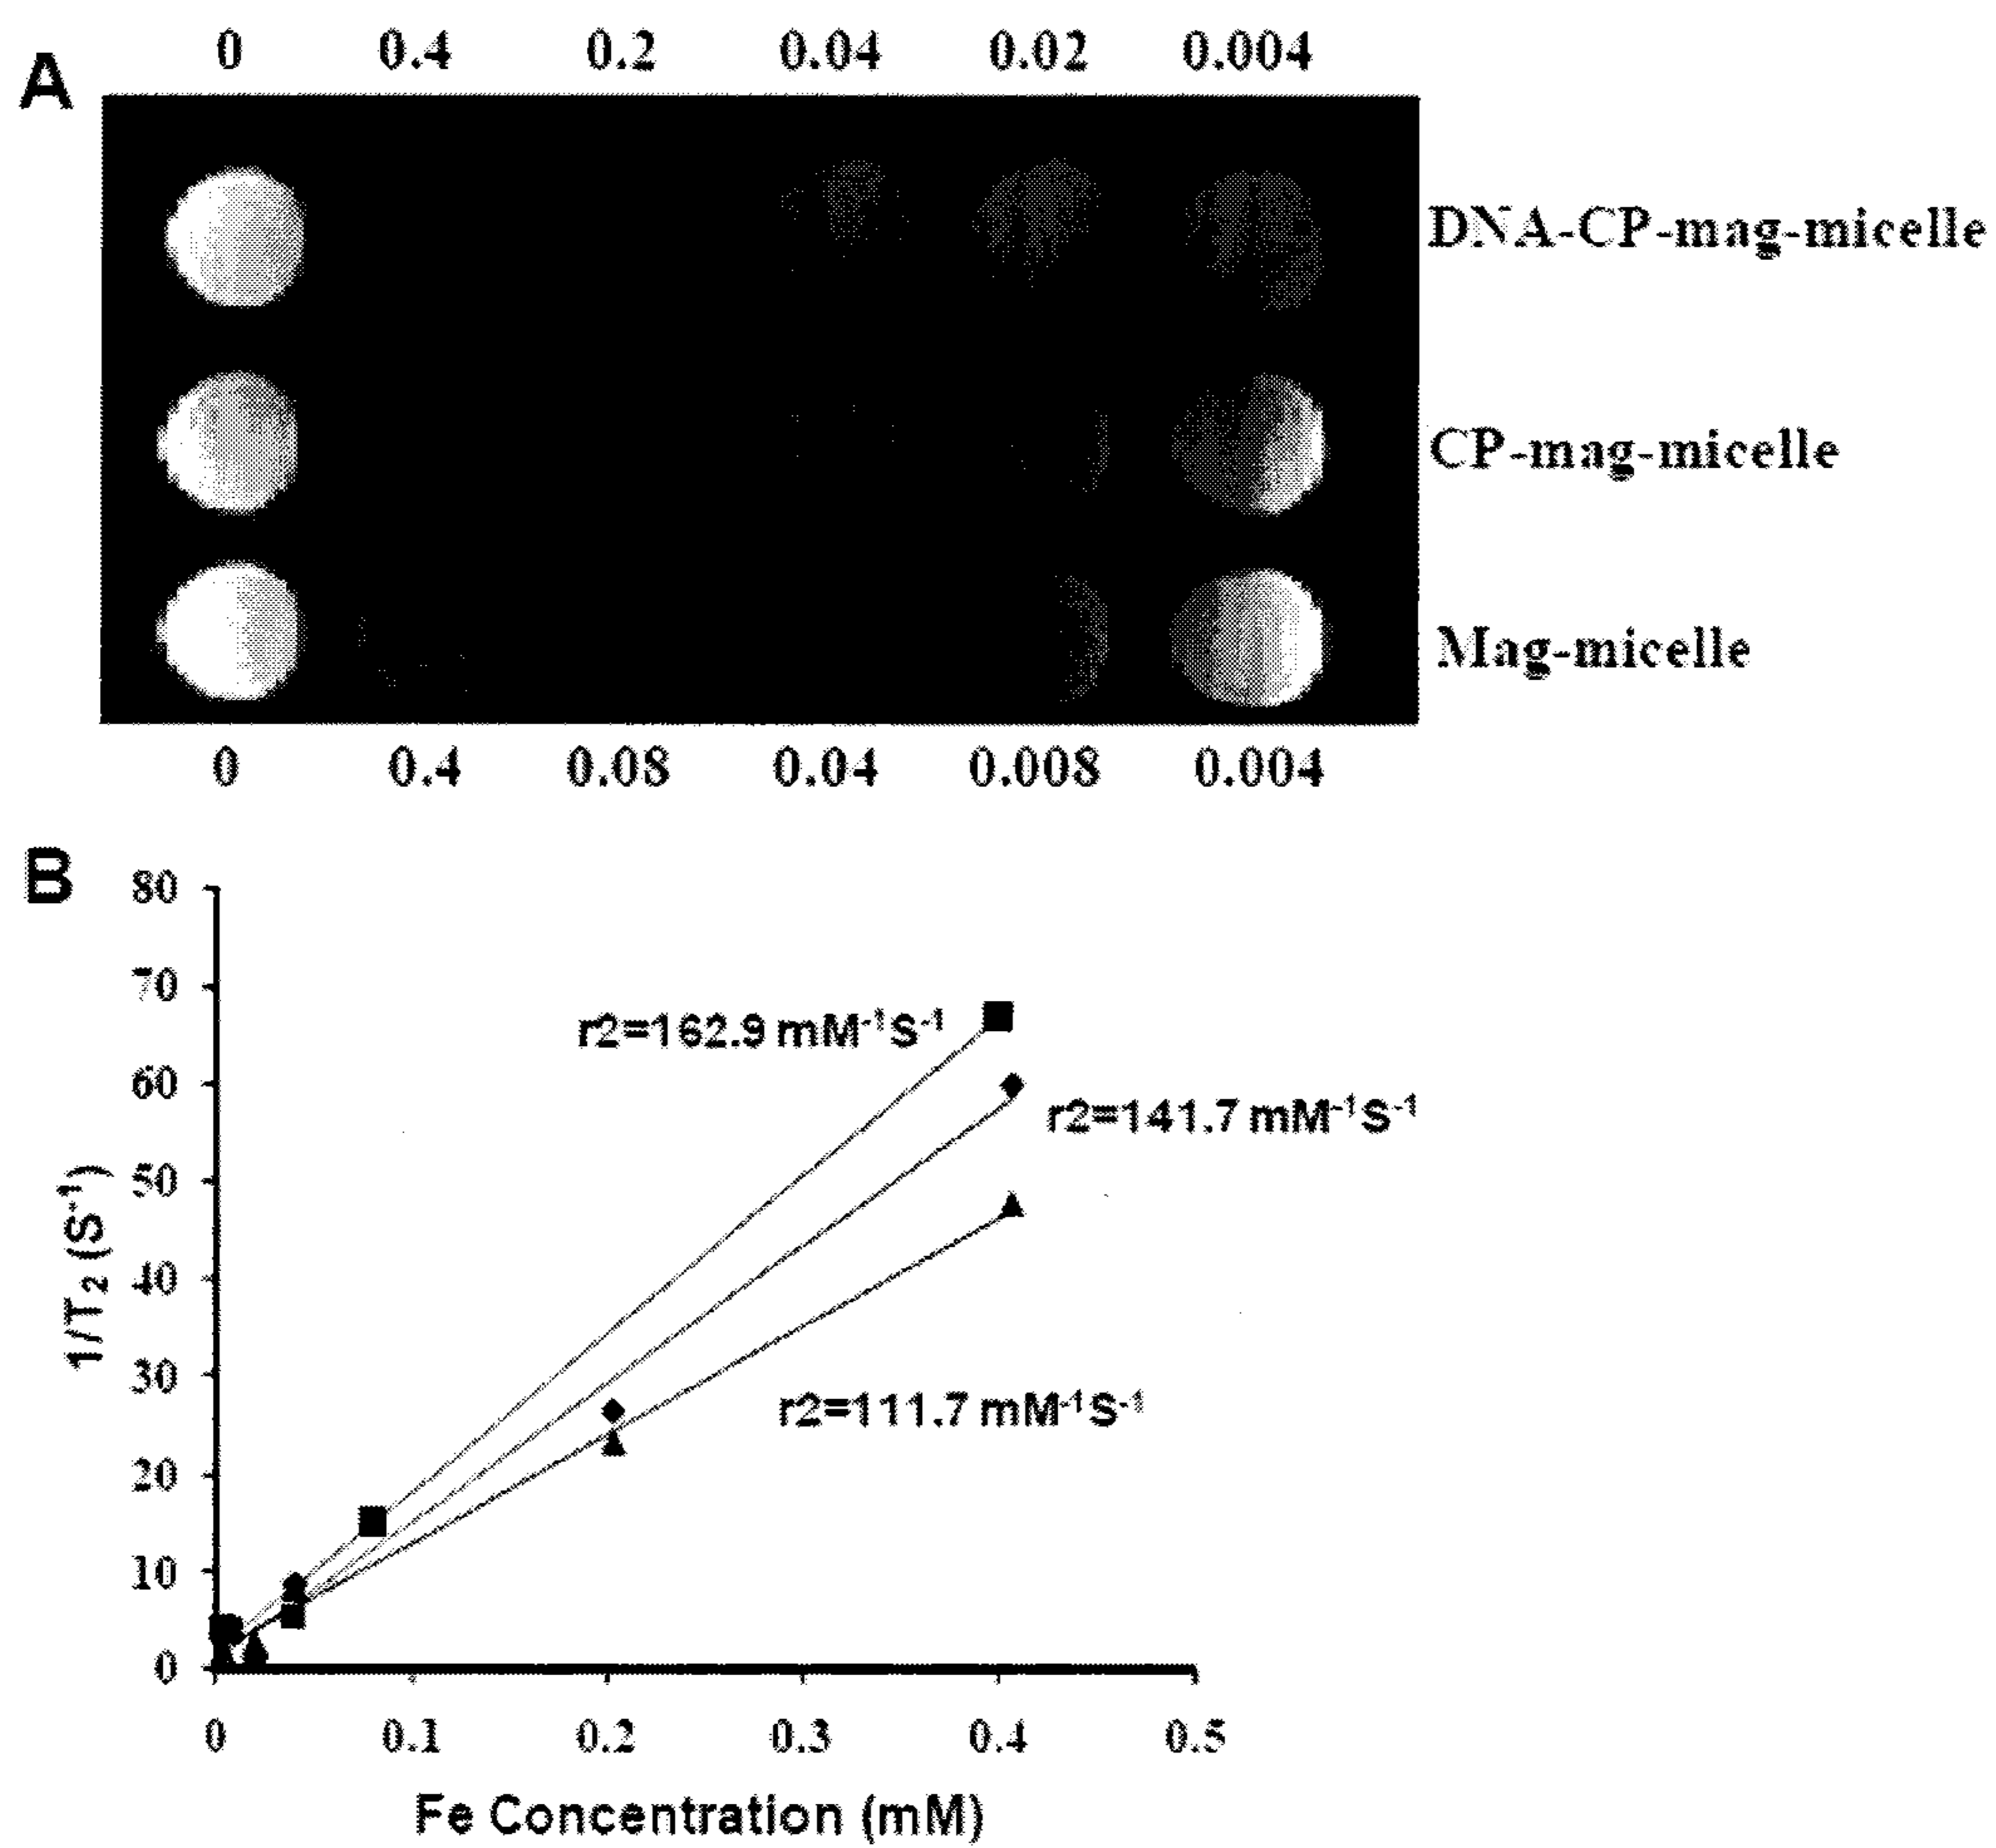 A
0 0.4 0.2 0.04 0.02 0.004
DNA-CP-mag-micelle
CP-mag-micelle
Mag-micelle
0 0.4 0.08 0.04 0.008 0.004
B
80
70
60
50
40
30
20
10
0
1/T₂ (S⁻¹)
r2=162.9 mM⁻¹S⁻¹
r2=141.7 mM⁻¹S⁻¹
r2=111.7 mM⁻¹S⁻¹
0 0.1 0.2 0.3 0.4 0.5
Fe Concentration (mM)